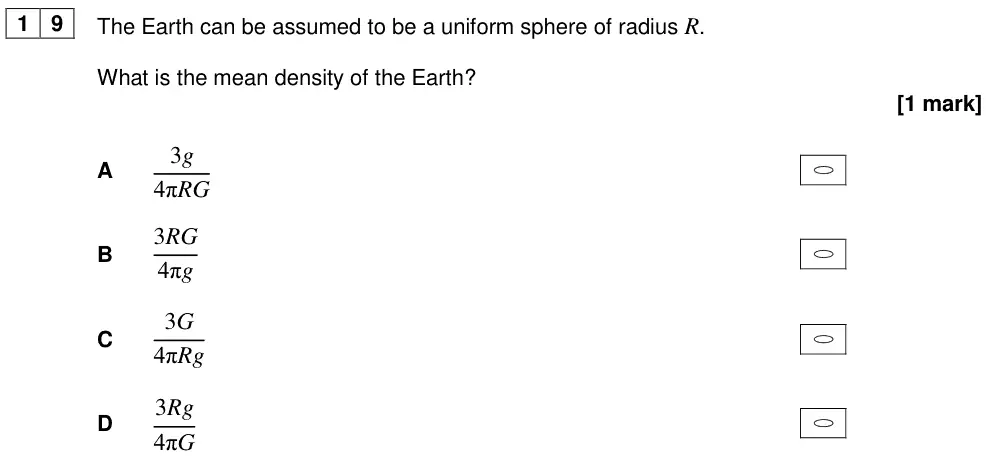 1 9 The Earth can be assumed to be a uniform sphere of radius R.
What is the mean density of the Earth?
[1 mark]
A 3g/4πRG
B 3RG/4πg
C 3G/4πRg
D 3Rg/4πG